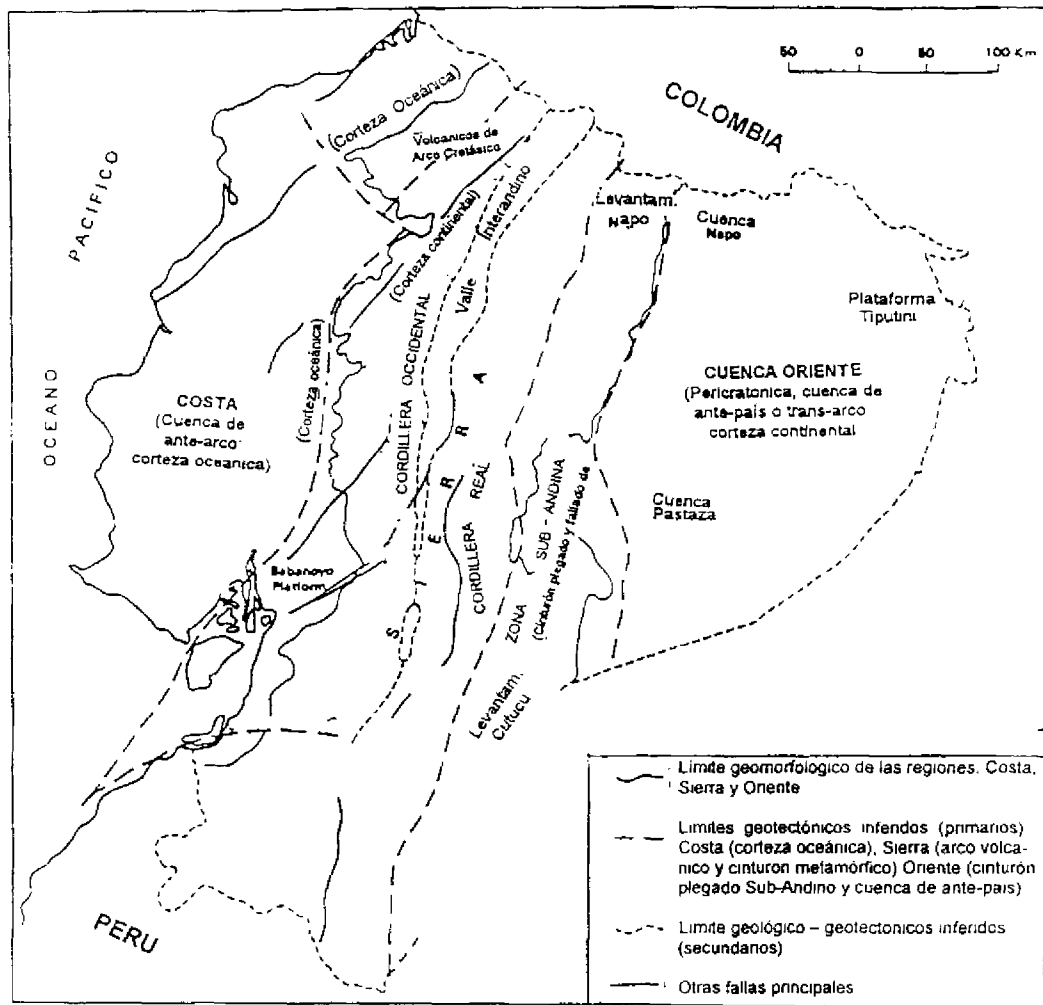 50 0 50 100 Km
COLOMBIA
PACIFICO
OCEANO
(Corteza Oceánica)
Volcanicos de
Arco Cretásico
(Corteza continental)
Interandino
Valle
Levantam.
Napo
Cuenca
Napo
Plataforma
Tiputini
CUENCA ORIENTE
(Pericratonica, cuenca de
ante-país o trans-arco
corteza continental
Cuenca
Pastaza
COSTA
(Cuenca de
ante-arco
corteza oceanica)
(Corteza oceánica)
CORDILLERA OCCIDENTAL
SIERRA
CORDILLERA REAL
ZONA SUB-ANDINA
(Cinturón plegado y fallado de
Levantam.
Cutucu
Babahoyo
Platform
PERU
Límite geomorfologico de las regiones. Costa,
Sierra y Oriente
Limites geotectónicos inferidos (primarios)
Costa (corteza oceánica), Sierra (arco volca-
nico y cinturon metamórfico) Oriente (cinturón
plegado Sub-Andino y cuenca de ante-pais)
Limite geológico – geotectonicos inferidos
(secundarios)
Otras fallas principales